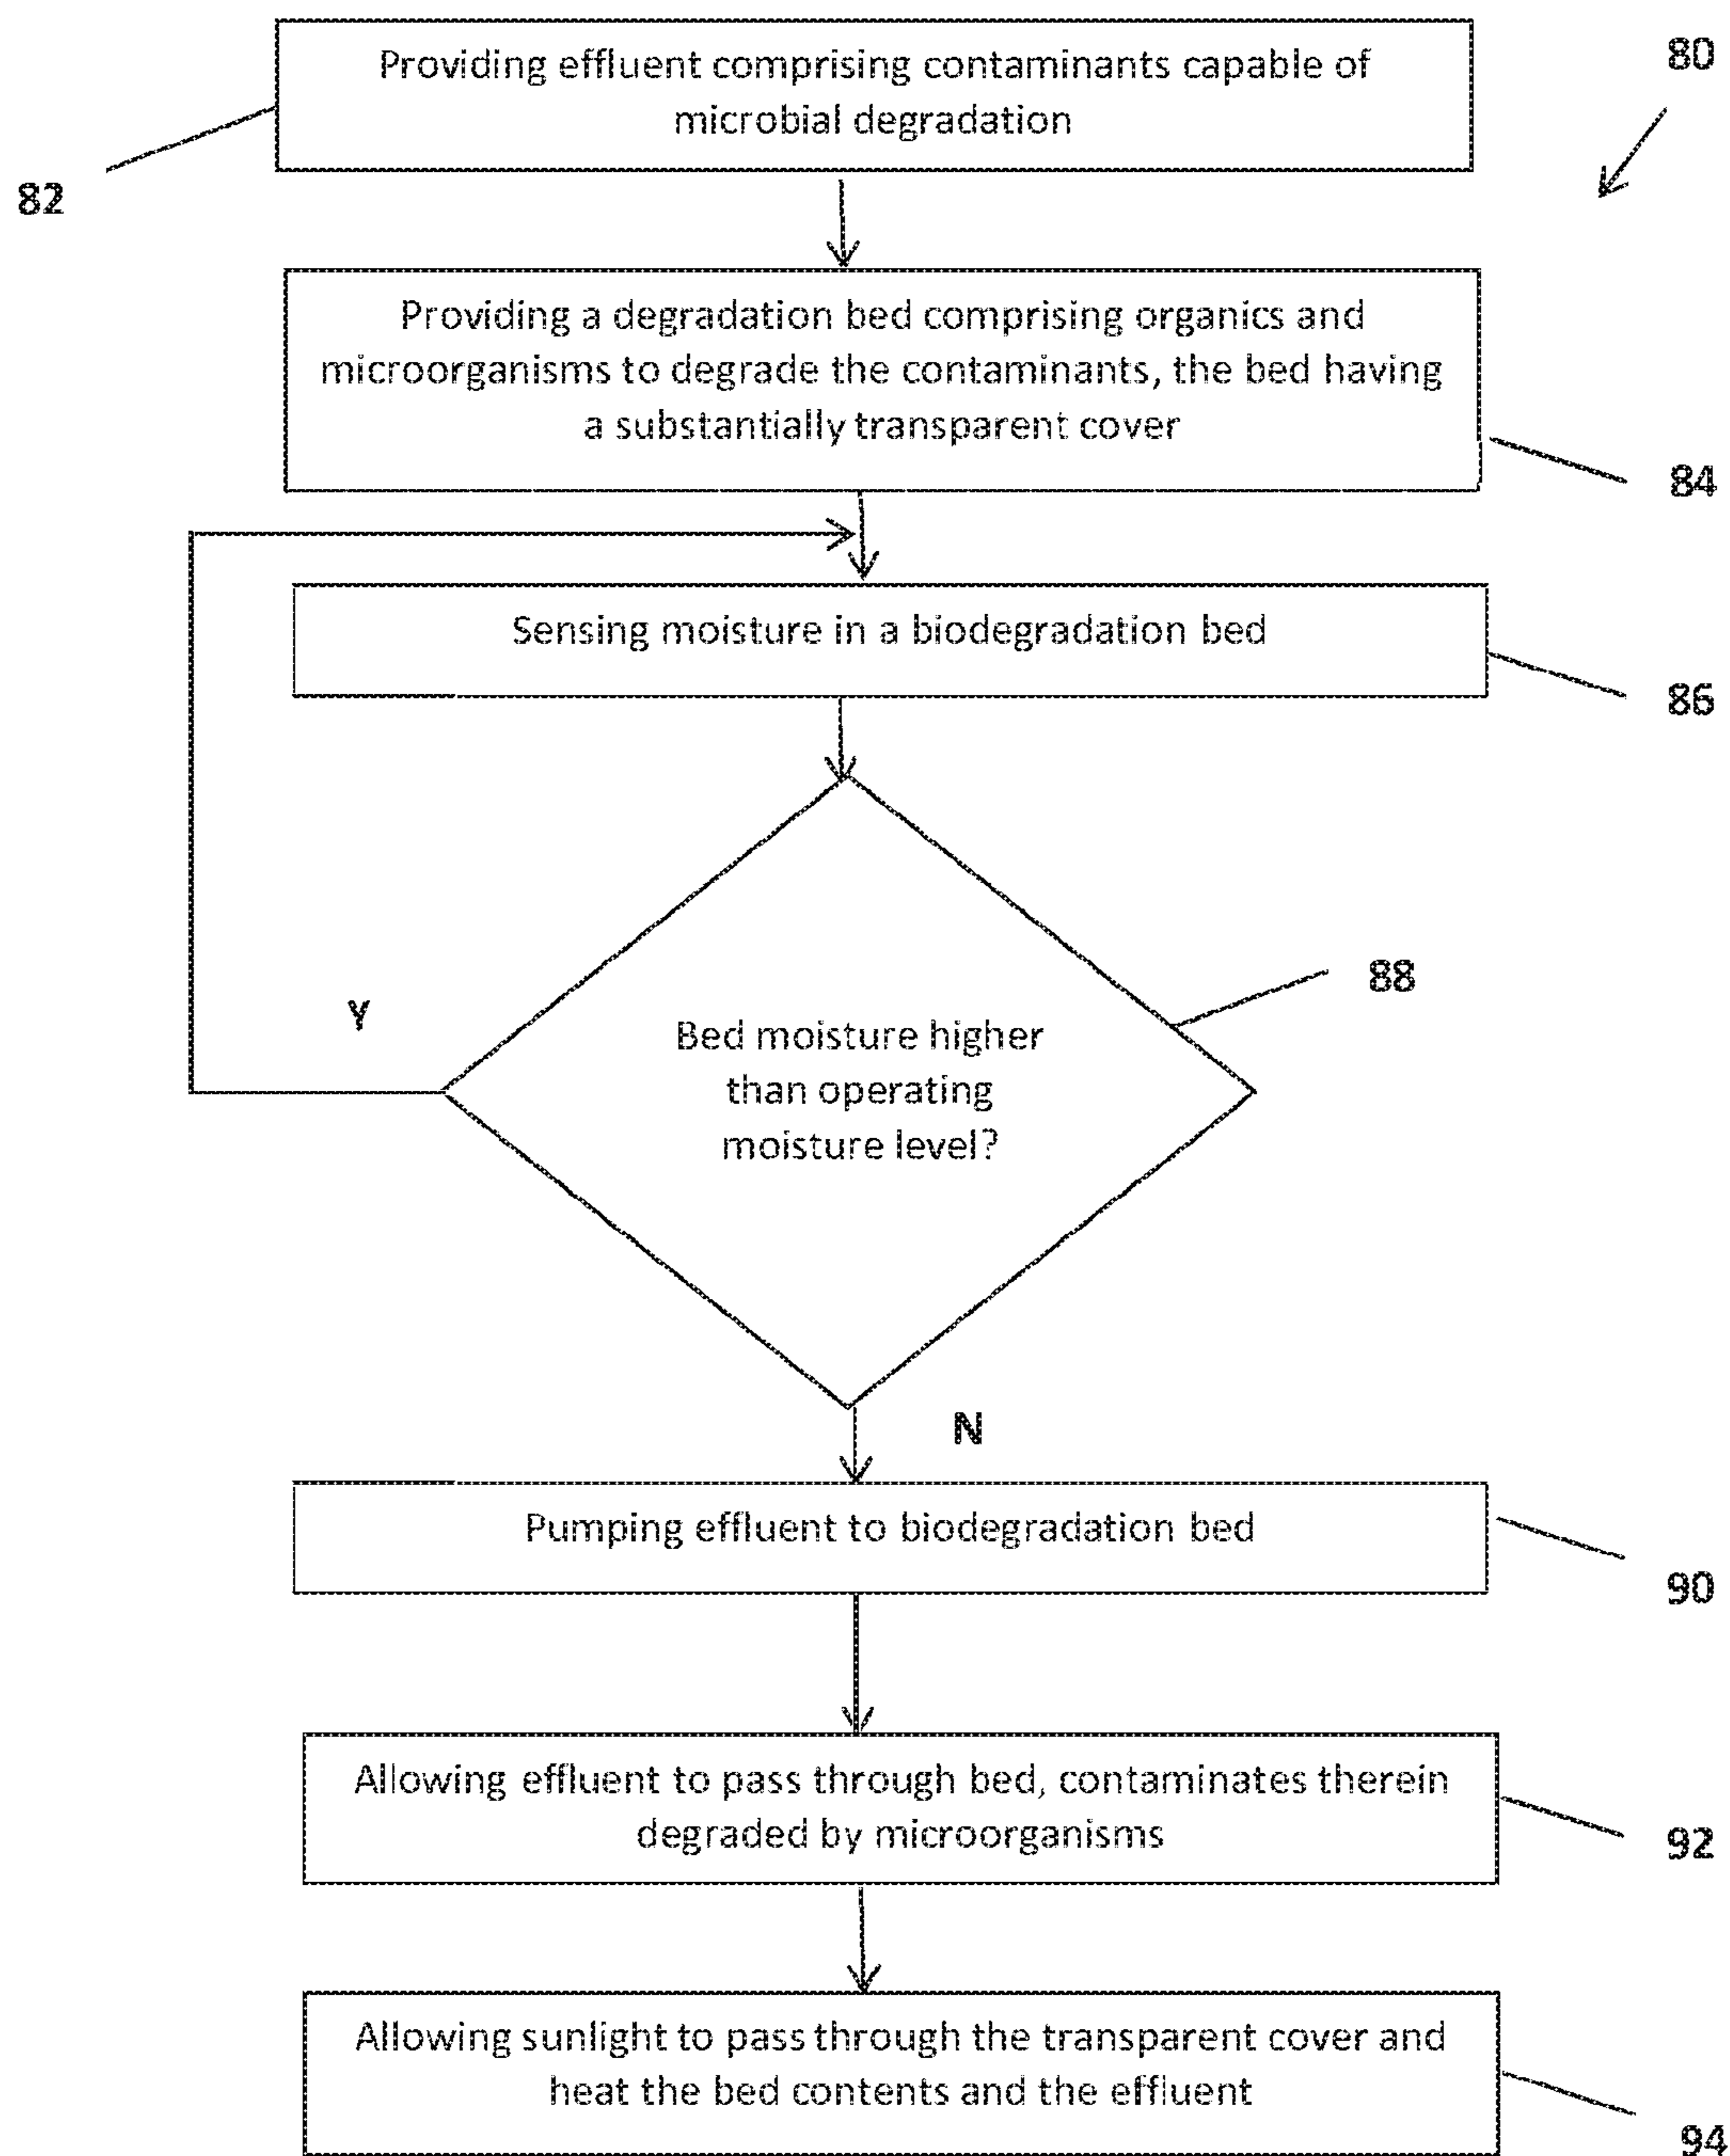 Providing effluent comprising contaminants capable of
microbial degradation
80
82
Providing a degradation bed comprising organics and
microorganisms to degrade the contaminants, the bed having
a substantially transparent cover
84
Sensing moisture in a biodegradation bed
86
88
Y
Bed moisture higher
than operating
moisture level?
N
Pumping effluent to biodegradation bed
90
Allowing effluent to pass through bed, contaminates therein
degraded by microorganisms
92
Allowing sunlight to pass through the transparent cover and
heat the bed contents and the effluent
94